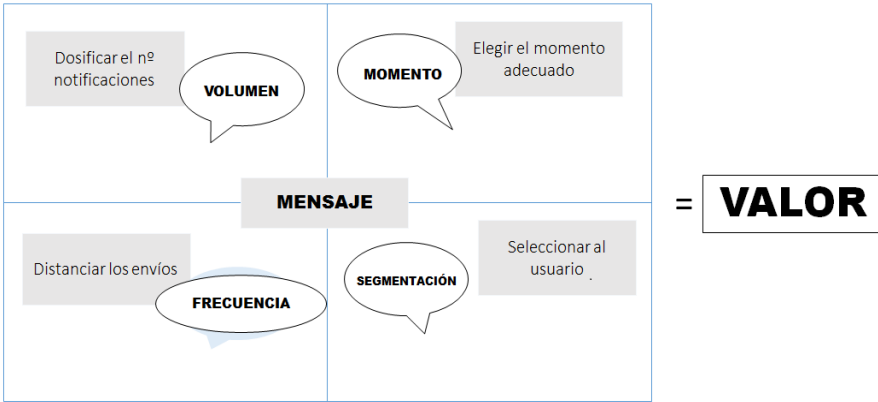 Dosificar el nº
notificaciones
VOLUMEN
MOMENTO
Elegir el momento
adecuado
MENSAJE
= VALOR
Distanciar los envíos
FRECUENCIA
SEGMENTACIÓN
Seleccionar al
usuario .